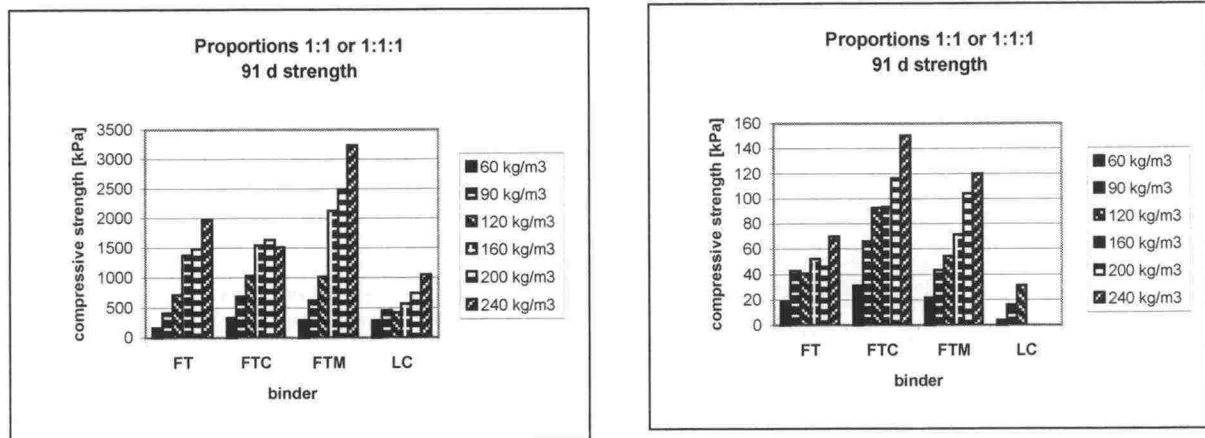 Proportions 1:1 or 1:1:1
91 d strength
compressive strength [kPa]
3500
3000
2500
2000
1500
1000
500
0
FT FTC FTM LC
binder
60 kg/m3
90 kg/m3
120 kg/m3
160 kg/m3
200 kg/m3
240 kg/m3
Proportions 1:1 or 1:1:1
91 d strength
compressive strength [kPa]
160
140
120
100
80
60
40
20
0
FT FTC FTM LC
binder
60 kg/m3
90 kg/m3
120 kg/m3
160 kg/m3
200 kg/m3
240 kg/m3